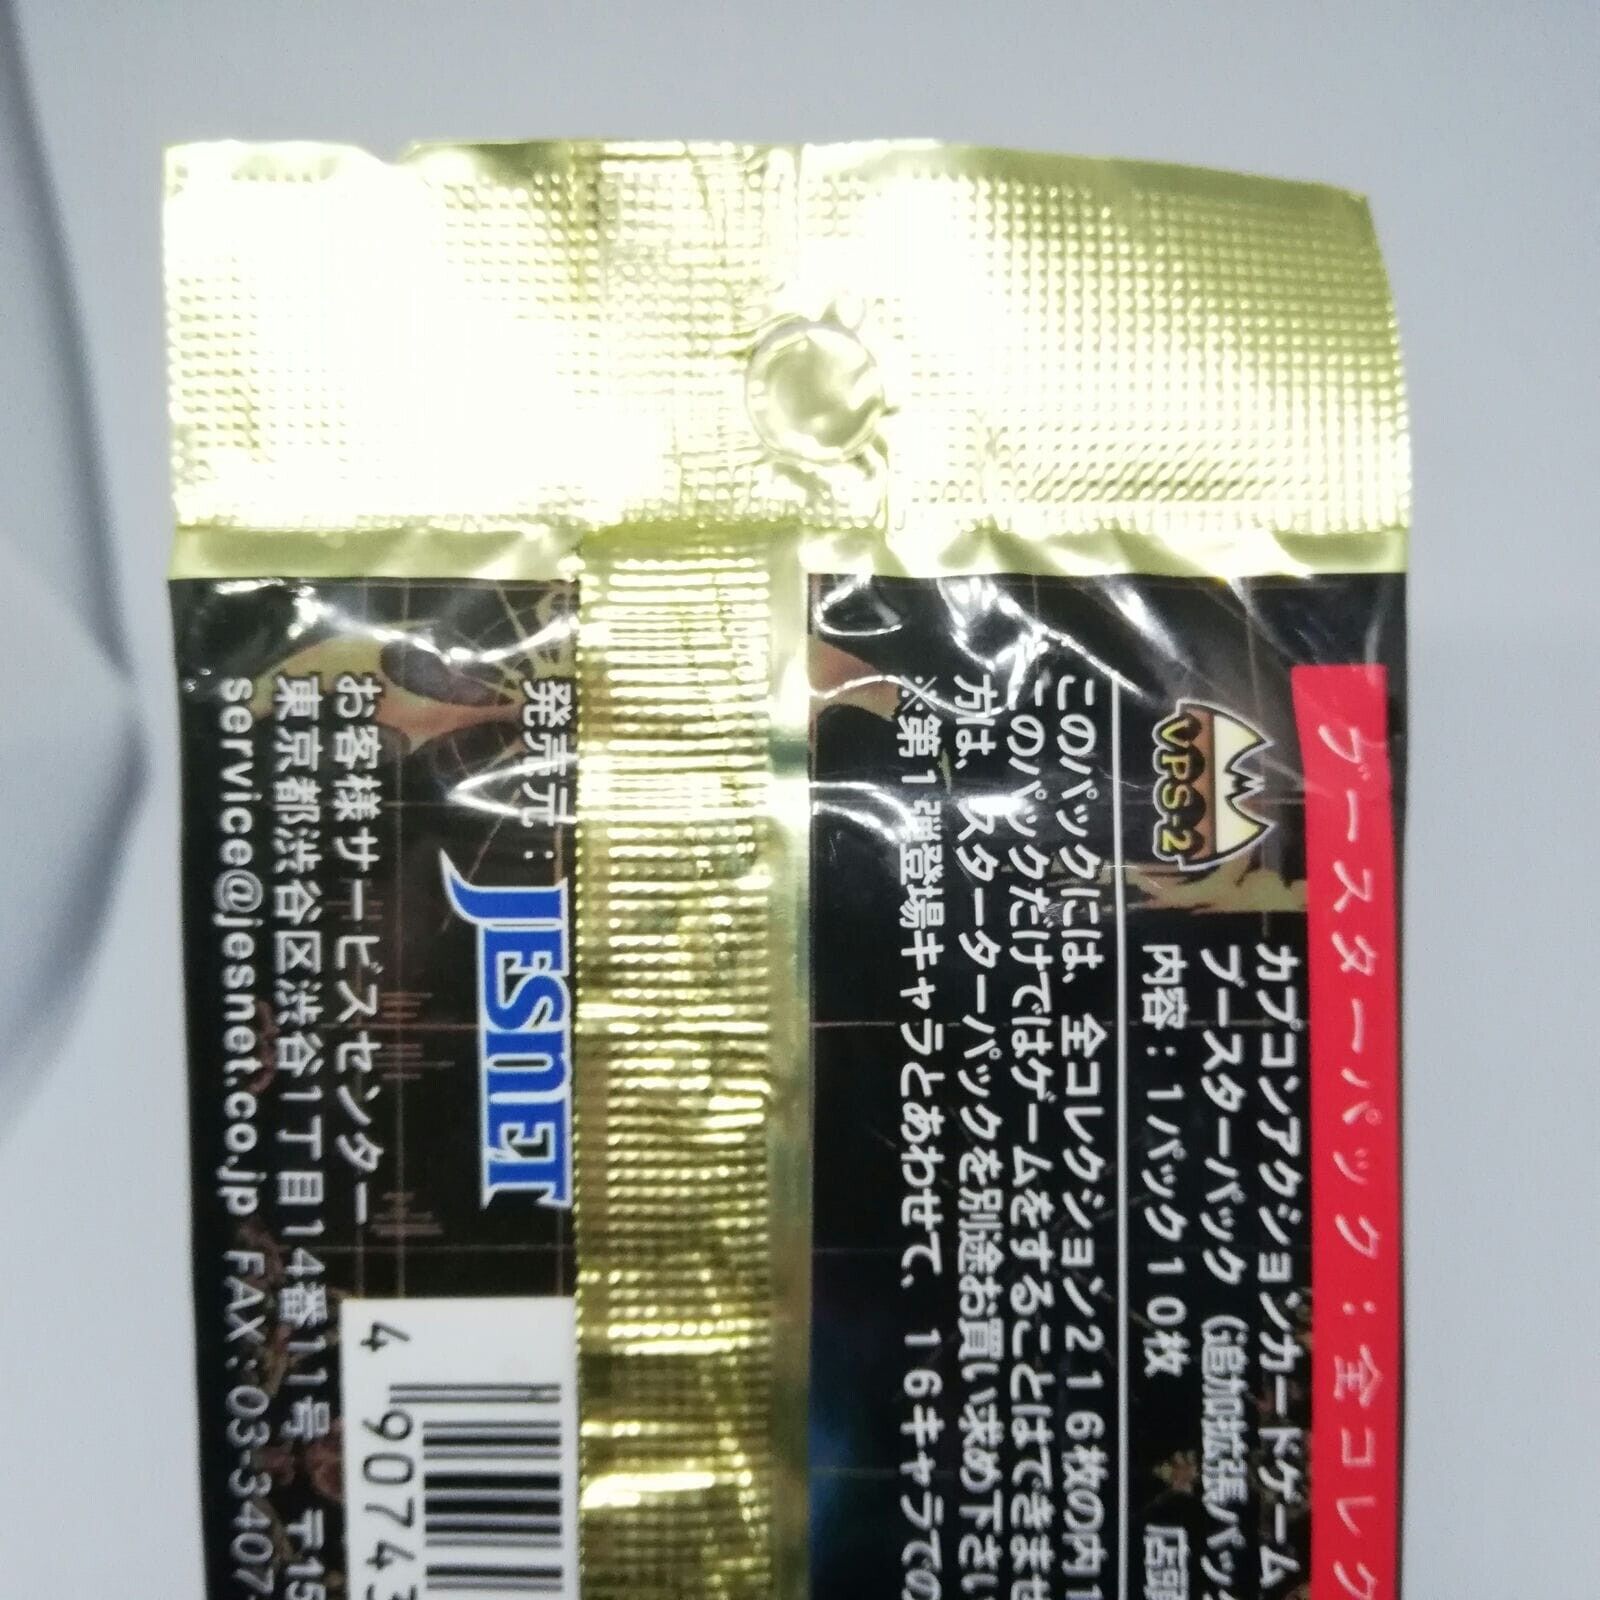 ブースターパック：全コレク
VPS-2
カプコンアクションカードゲーム
ブースターパック（追加拡張パック
内容：１パック１０枚 店頭
このパックには、全コレクション２１６枚の内１
このパックだけではゲームをすることはできませ
方は、スターターパックを別途お買い求め下さい
※第１弾登場キャラとあわせて、１６キャラでの
発売元：JESNET
お客様サービスセンター
東京都渋谷区渋谷1丁目14番11号 〒15
service@jesnet.co.jp FAX:03-3407-
4 90743